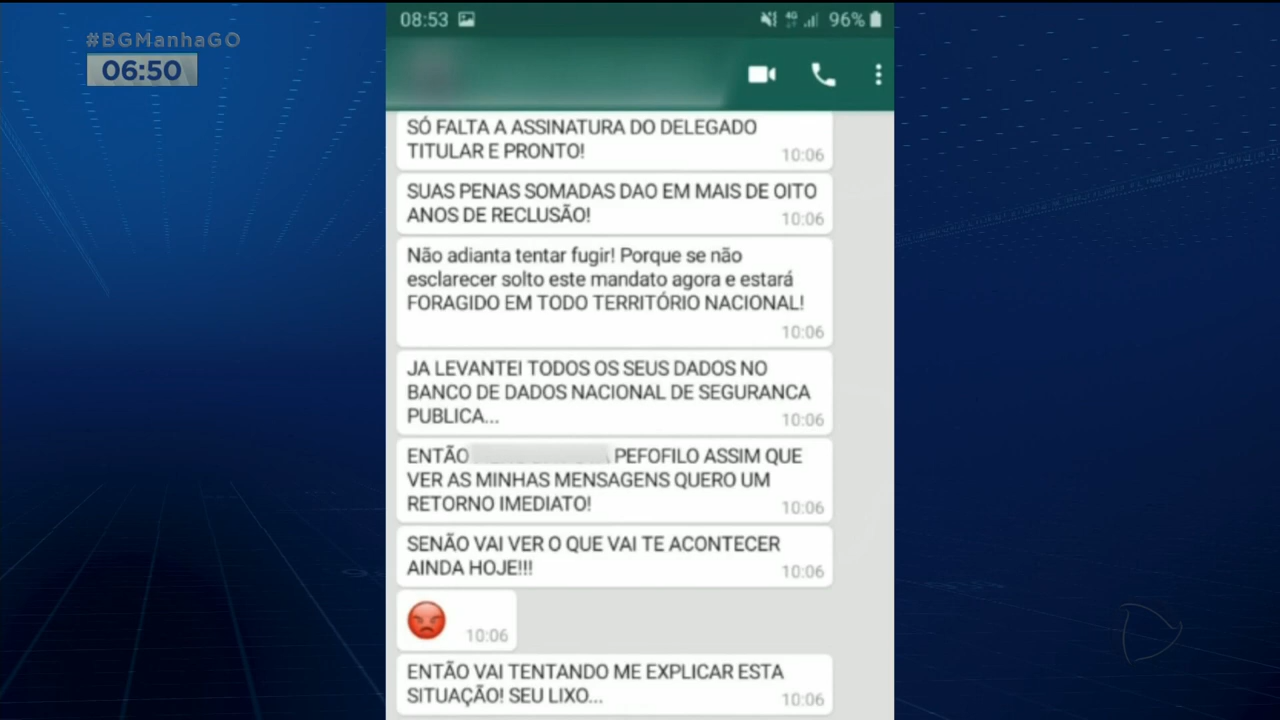 #BGManhaGO
06:50
08:53
4G
96%
SÓ FALTA A ASSINATURA DO DELEGADO
TITULAR E PRONTO!
10:06
SUAS PENAS SOMADAS DAO EM MAIS DE OITO
ANOS DE RECLUSÃO!
10:06
Não adianta tentar fugir! Porque se não
esclarecer solto este mandato agora e estará
FORAGIDO EM TODO TERRITÓRIO NACIONAL!
10:06
JA LEVANTEI TODOS OS SEUS DADOS NO
BANCO DE DADOS NACIONAL DE SEGURANCA
PUBLICA...
10:06
ENTÃO PEFOFILO ASSIM QUE
VER AS MINHAS MENSAGENS QUERO UM
RETORNO IMEDIATO!
10:06
SENÃO VAI VER O QUE VAI TE ACONTECER
AINDA HOJE!!!
10:06
10:06
ENTÃO VAI TENTANDO ME EXPLICAR ESTA
SITUAÇÃO! SEU LIXO...
10:06